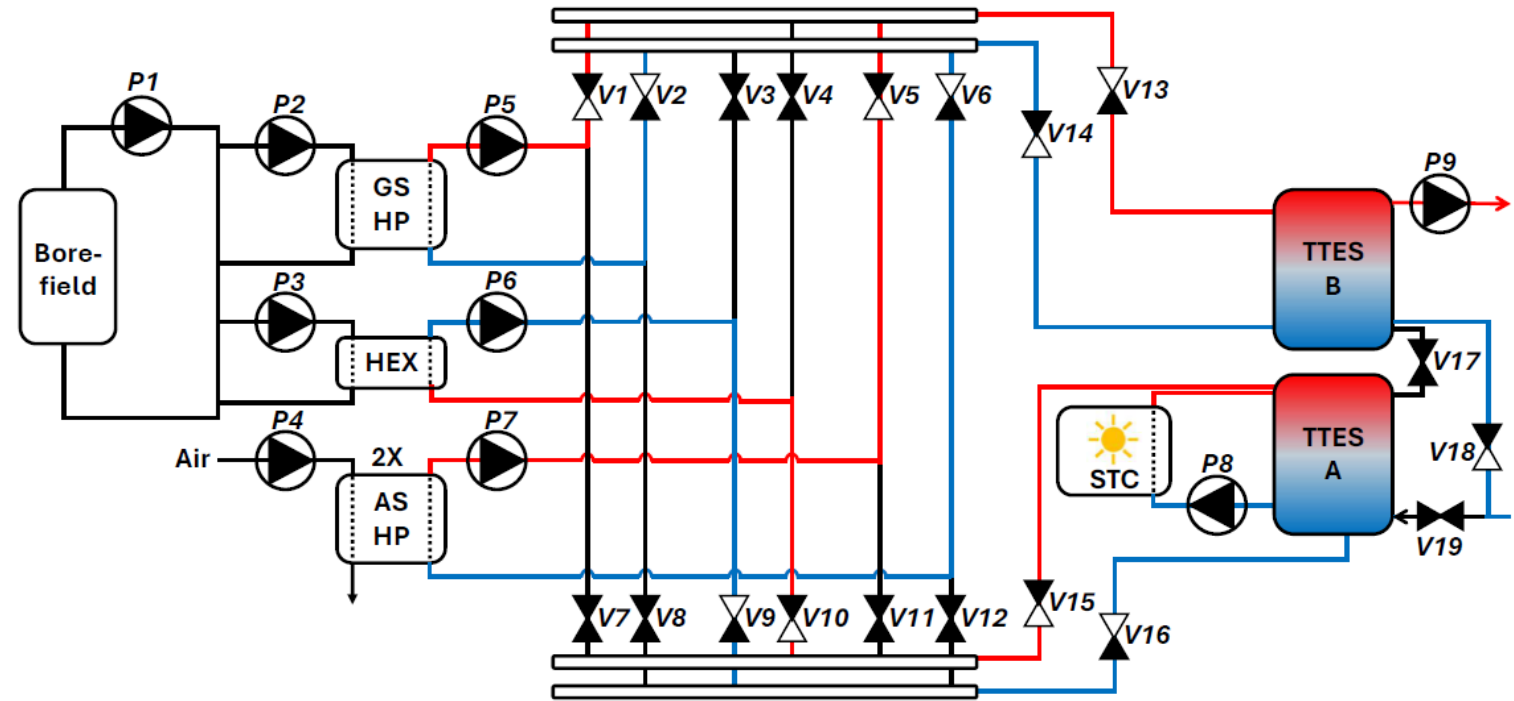 P1
P2
P5
V1
V2
V3
V4
V5
V6
V13
V14
P9
GS
HP
Bore-
field
TTES
B
P3
P6
HEX
V17
P4
P7
Air
2X
AS
HP
STC
P8
TTES
A
V18
V19
V7
V8
V9
V10
V11
V12
V15
V16